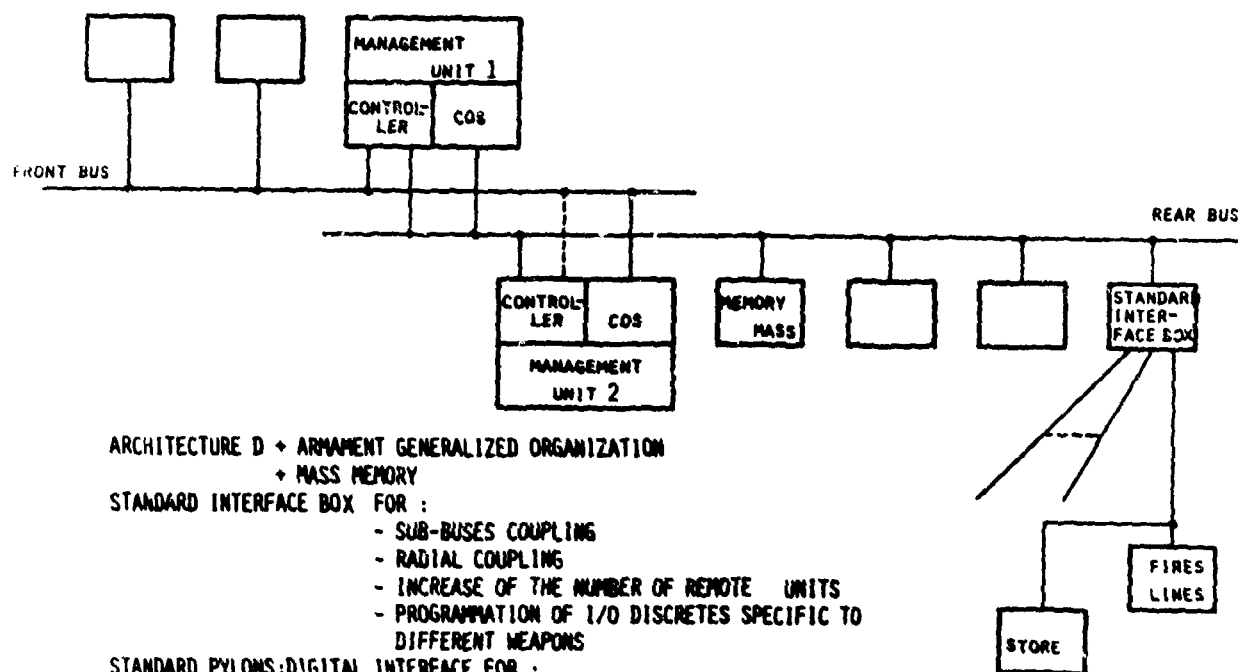 MANAGEMENT
UNIT 1
CONTROL-
LER
COS
FRONT BUS
REAR BUS
CONTROL-
LER
COS
MANAGEMENT
UNIT 2
MEMORY
MASS
STANDARD
INTER-
FACE BOX
ARCHITECTURE D + ARMAMENT GENERALIZED ORGANIZATION
+ MASS MEMORY
STANDARD INTERFACE BOX FOR :
- SUB-BUSES COUPLING
- RADIAL COUPLING
- INCREASE OF THE NUMBER OF REMOTE UNITS
- PROGRAMMATION OF I/O DISCRETES SPECIFIC TO
DIFFERENT WEAPONS
STANDARD PYLONS:DIGITAL INTERFACE FOR :
FIRES
LINES
STORE